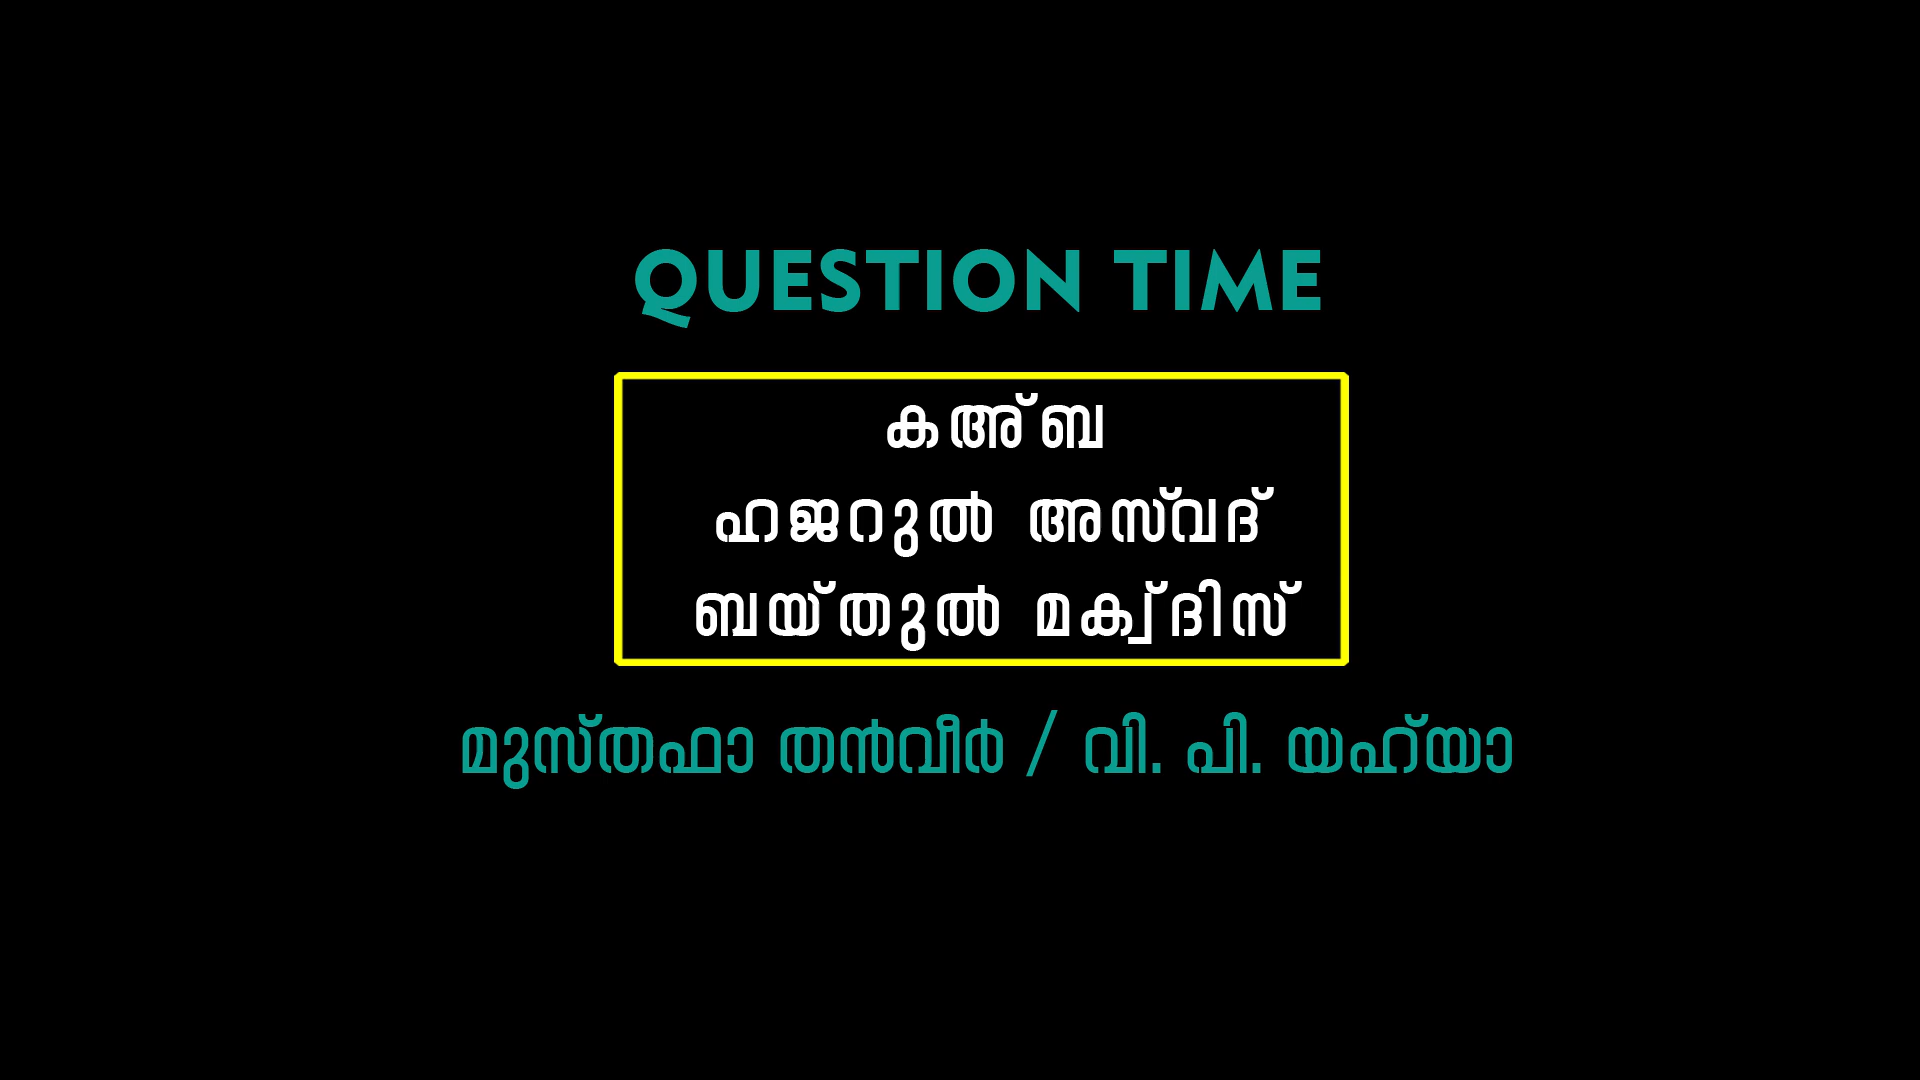 QUESTION TIME
കഅ്ബ
ഹജറുൽ അസ്‌വദ്
ബയ്തുൽ മക്വ്‌ദിസ്
മുസ്തഫാ തൻവീർ / വി. പി. യഹ്‌യാ